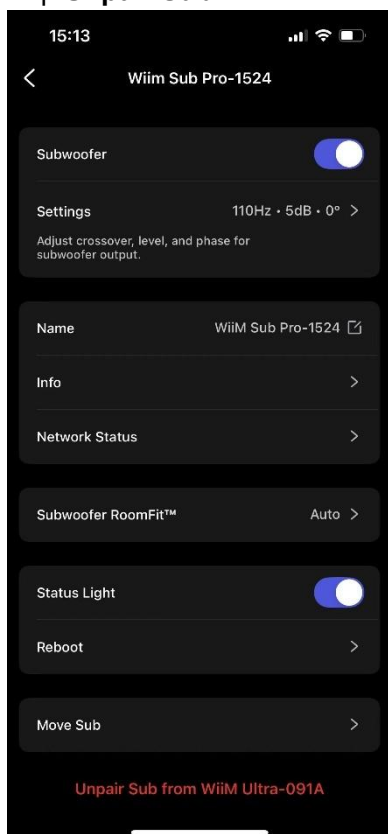 15:13
Wiim Sub Pro-1524
Subwoofer
Settings
110Hz • 5dB • 0°
Adjust crossover, level, and phase for
subwoofer output.
Name
WiiM Sub Pro-1524
Info
Network Status
Subwoofer RoomFit™
Auto
Status Light
Reboot
Move Sub
Unpair Sub from WiiM Ultra-091A